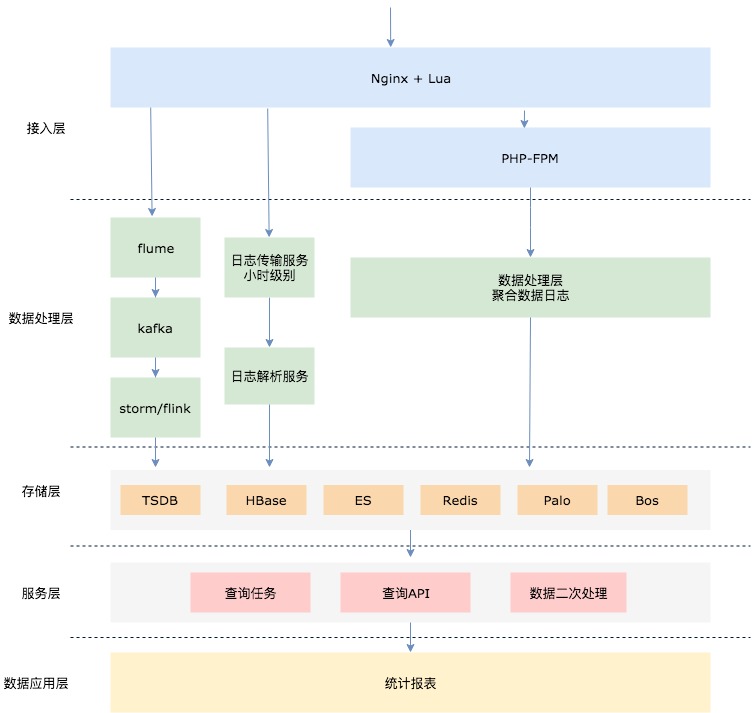 Nginx + Lua
接入层
PHP-FPM
flume
日志传输服务
小时级别
数据处理层
聚合数据日志
数据处理层
kafka
日志解析服务
storm/flink
存储层
TSDB
HBase
ES
Redis
Palo
Bos
服务层
查询任务
查询API
数据二次处理
数据应用层
统计报表